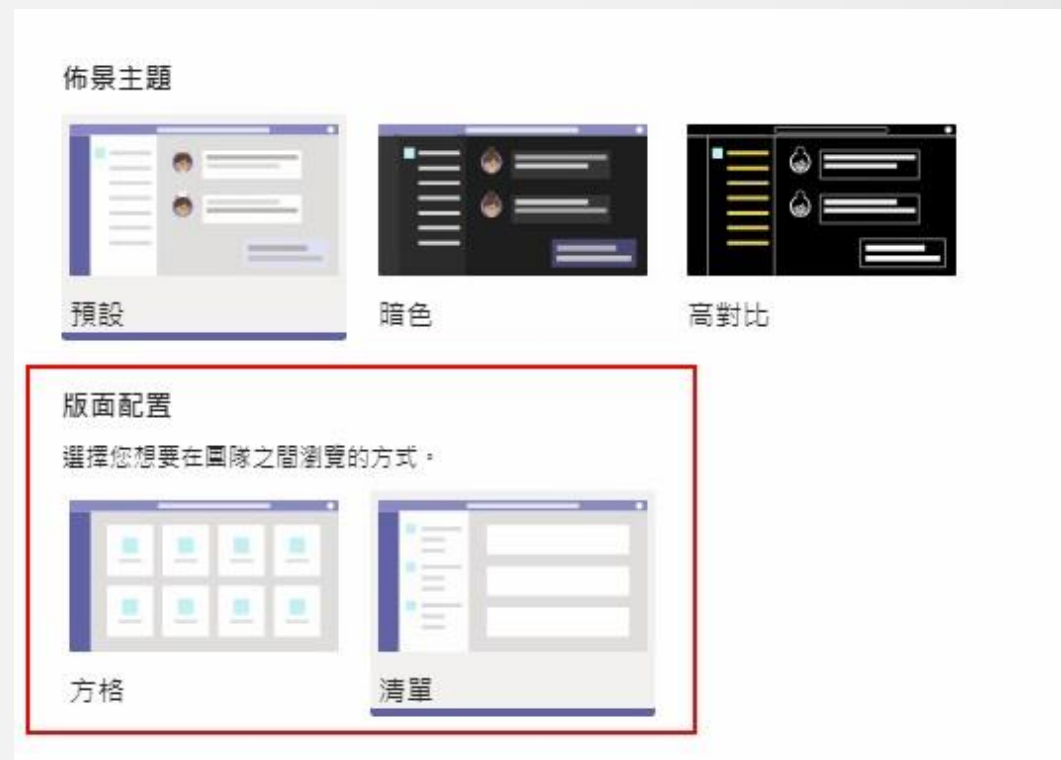 佈景主題
預設
暗色
高對比
版面配置
選擇您想要在團隊之間瀏覽的方式。
方格
清單